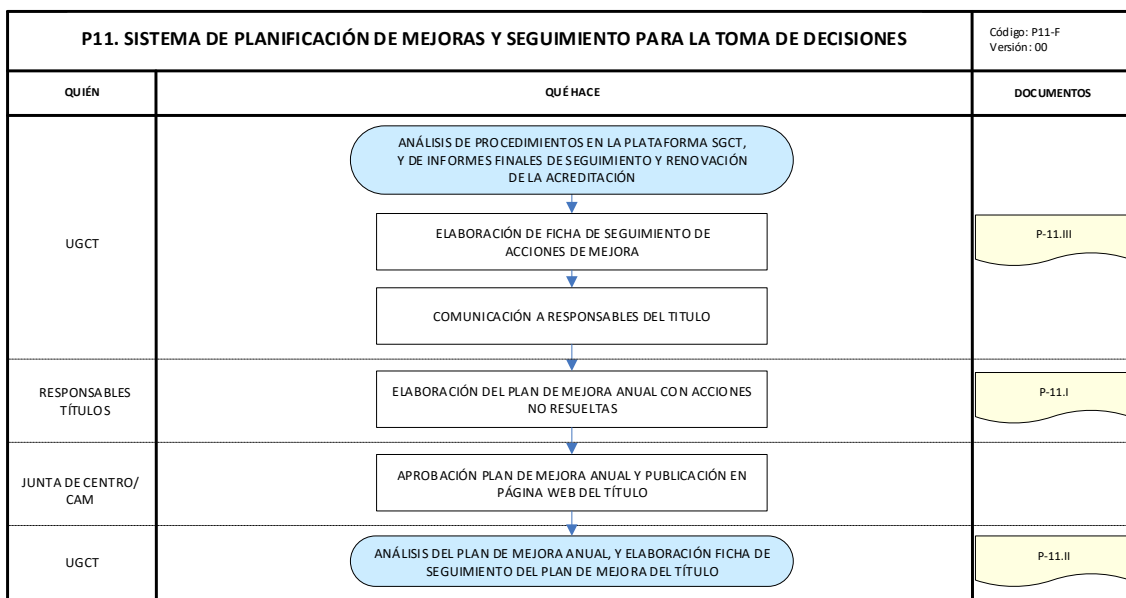 P11. SISTEMA DE PLANIFICACIÓN DE MEJORAS Y SEGUIMIENTO PARA LA TOMA DE DECISIONES
Código: P11-F
Versión: 00
QUIÉN
QUÉ HACE
DOCUMENTOS
ANÁLISIS DE PROCEDIMIENTOS EN LA PLATAFORMA SGCT,
Y DE INFORMES FINALES DE SEGUIMIENTO Y RENOVACIÓN
DE LA ACREDITACIÓN
UGCT
ELABORACIÓN DE FICHA DE SEGUIMIENTO DE
ACCIONES DE MEJORA
P-11.III
COMUNICACIÓN A RESPONSABLES DEL TITULO
RESPONSABLES
TÍTULOS
ELABORACIÓN DEL PLAN DE MEJORA ANUAL CON ACCIONES
NO RESUELTAS
P-11.I
JUNTA DE CENTRO/
CAM
APROBACIÓN PLAN DE MEJORA ANUAL Y PUBLICACIÓN EN
PÁGINA WEB DEL TÍTULO
UGCT
ANÁLISIS DEL PLAN DE MEJORA ANUAL, Y ELABORACIÓN FICHA DE
SEGUIMIENTO DEL PLAN DE MEJORA DEL TÍTULO
P-11.II